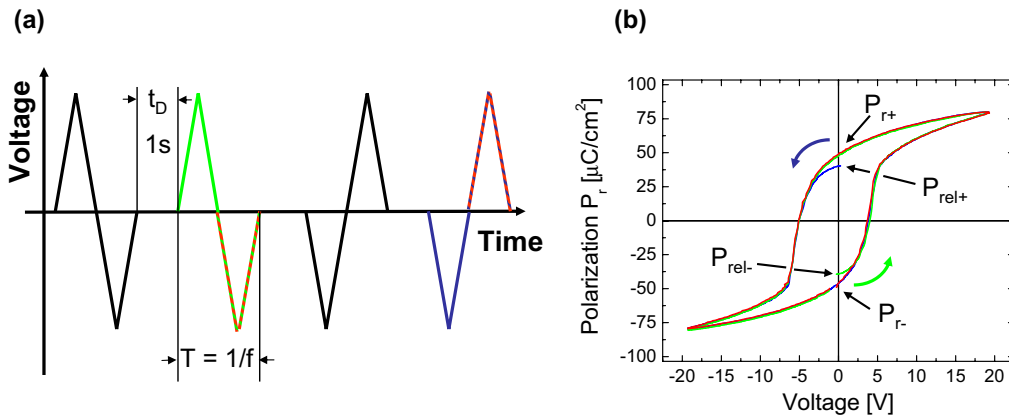 (a)
Voltage
t_D
1s
Time
T = 1/f
(b)
Polarization P_r [μC/cm²]
100
75
50
25
0
-25
-50
-75
-100
P_r+
P_rel+
P_rel-
P_r-
-20 -15 -10 -5 0 5 10 15 20
Voltage [V]